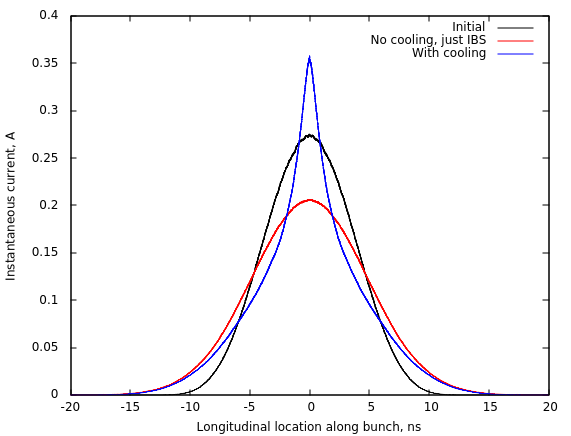 0.4
0.35
0.3
0.25
0.2
0.15
0.1
0.05
0
Instantaneous current, A
Initial
No cooling, just IBS
With cooling
-20 -15 -10 -5 0 5 10 15 20
Longitudinal location along bunch, ns